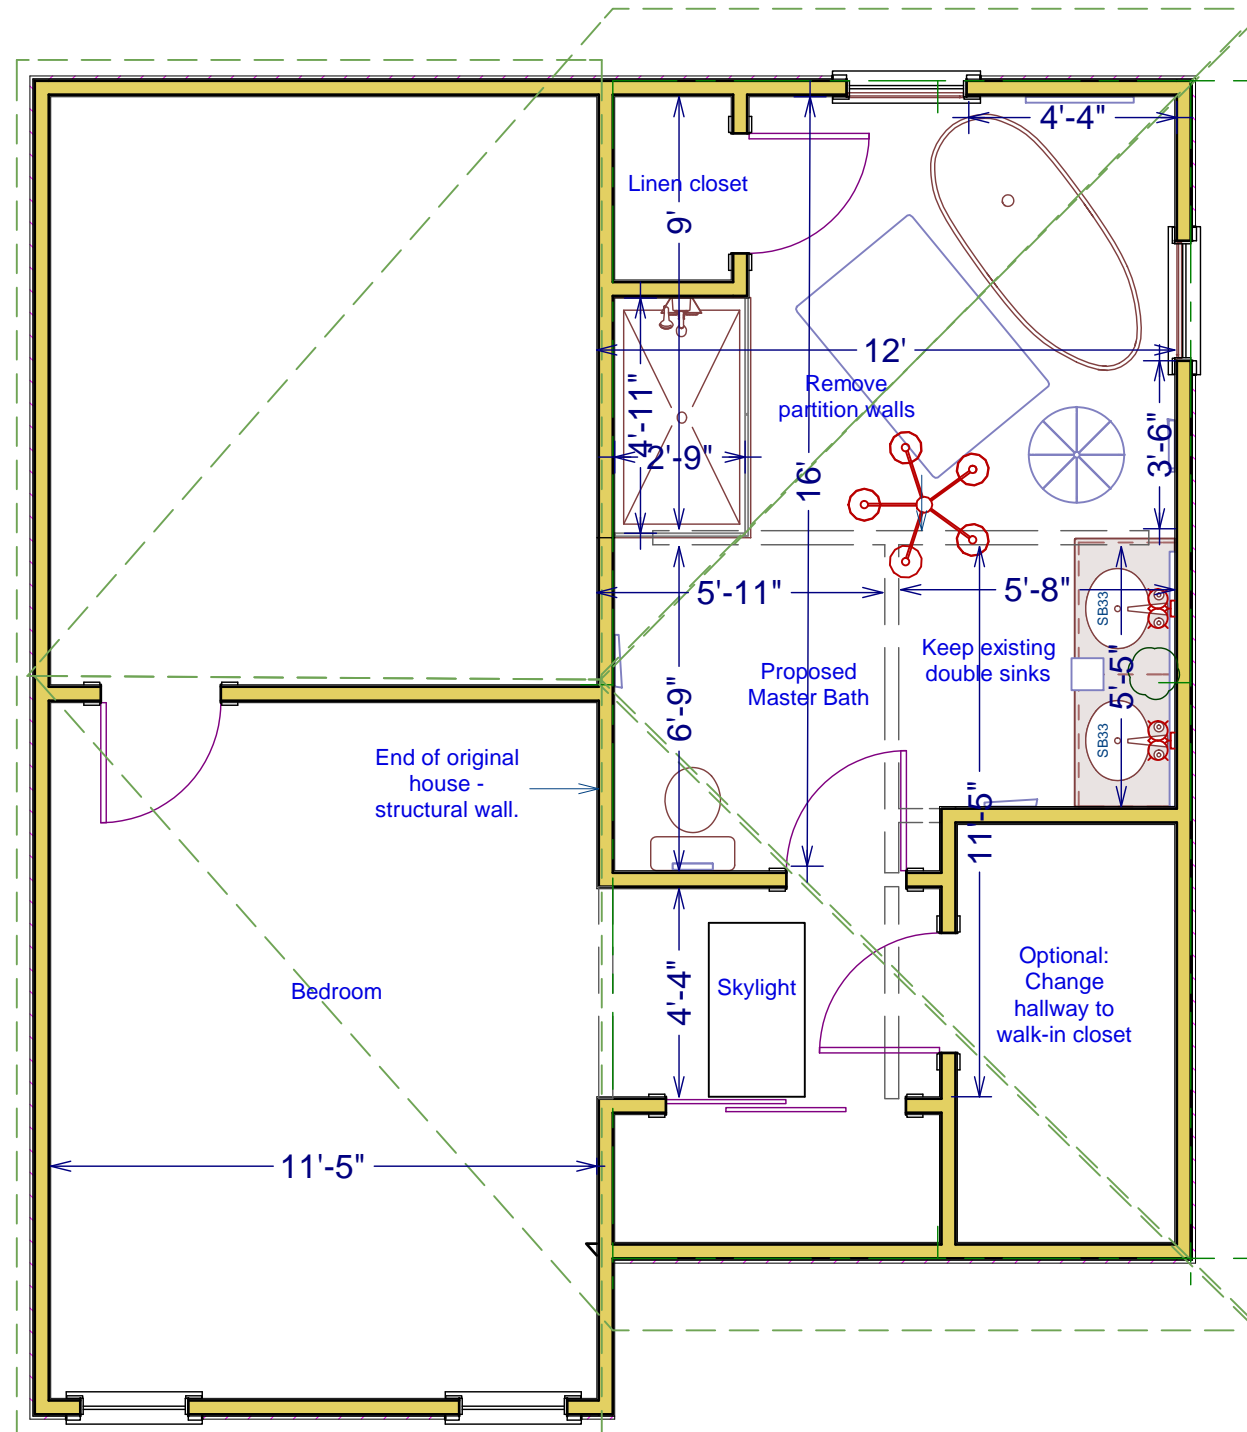 4'-4"
Linen closet
9'
12'
Remove
partition walls
4'-11"
2'-9"
16'
3'-6"
5'-11"
5'-8"
SB33
Keep existing
double sinks
Proposed
Master Bath
5'-5"
6'-9"
SB33
End of original
house -
structural wall.
11'-5"
Optional:
Change
hallway to
walk-in closet
4'-4"
Skylight
Bedroom
11'-5"